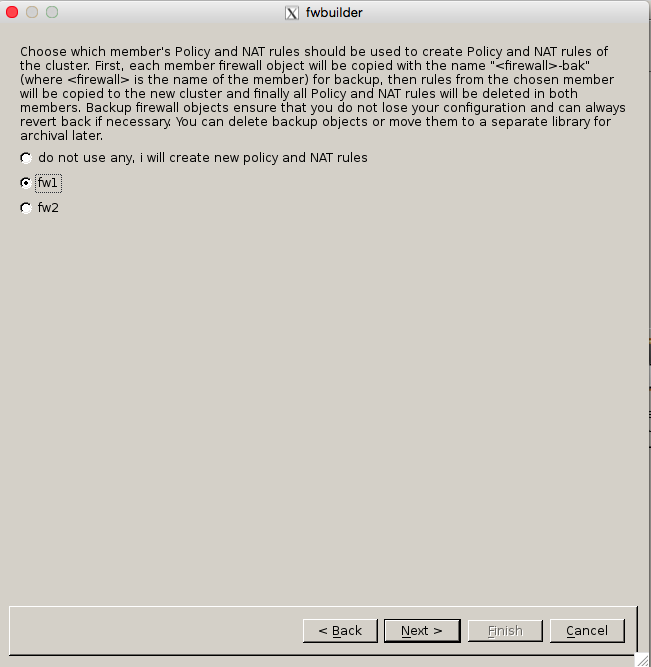 fwbuilder
Choose which member's Policy and NAT rules should be used to create Policy and NAT rules of
the cluster. First, each member firewall object will be copied with the name "<firewall>-bak"
(where <firewall> is the name of the member) for backup, then rules from the chosen member
will be copied to the new cluster and finally all Policy and NAT rules will be deleted in both
members. Backup firewall objects ensure that you do not lose your configuration and can always
revert back if necessary. You can delete backup objects or move them to a separate library for
archival later.
do not use any, i will create new policy and NAT rules
fw1
fw2
< Back Next > Finish Cancel